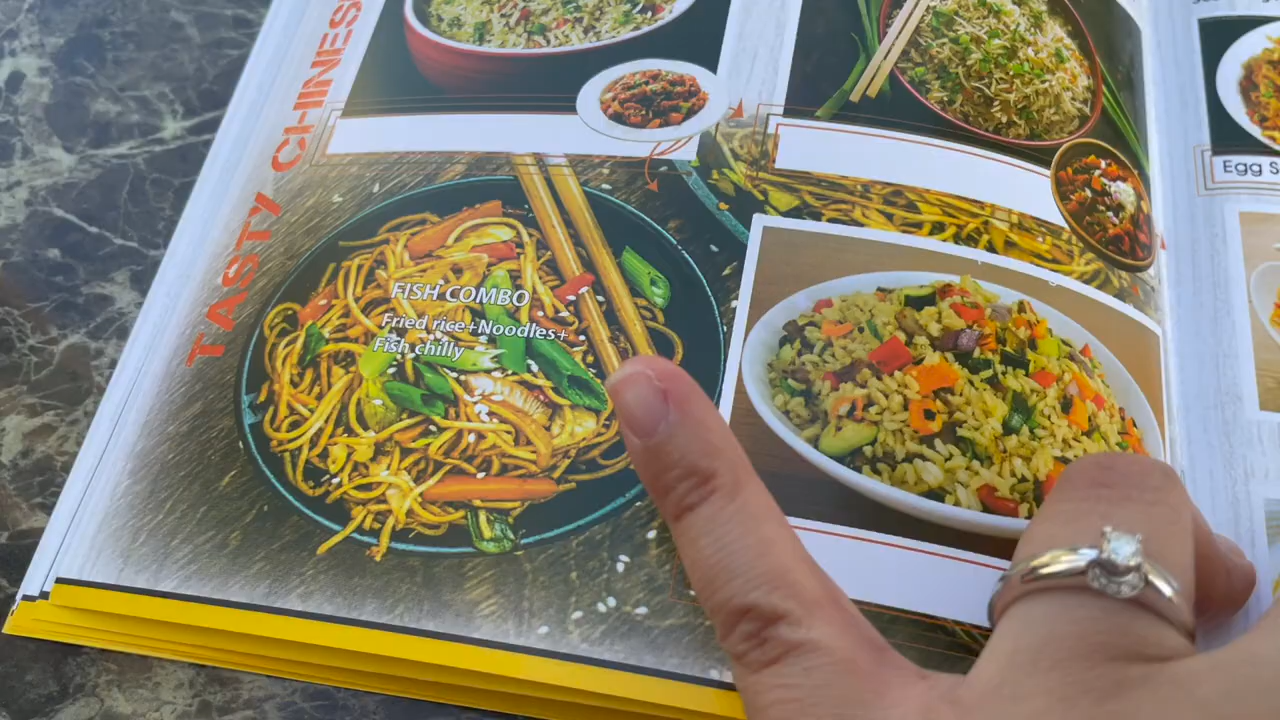 TASTY CHINESE
FISH COMBO
Fried rice+Noodles+
Fish chilly
Egg S